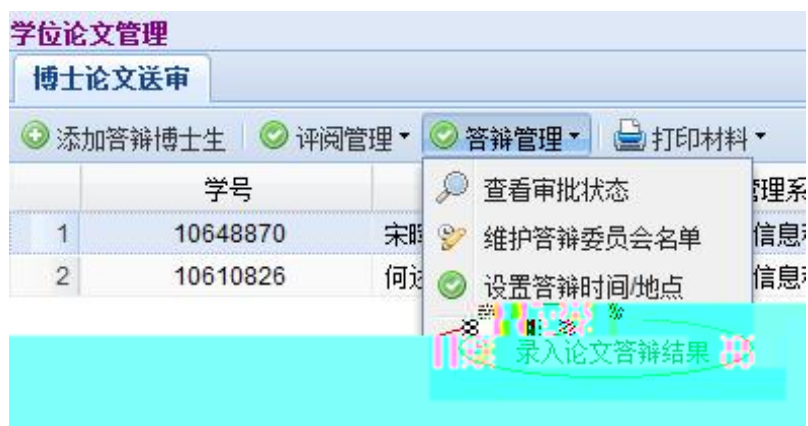 学位论文管理
博士论文送审
添加答辩博士生 评阅管理 答辩管理 打印材料
学号 查看审批状态 管理系
1 10648870 宋 维护答辩委员会名单 信息
2 10610826 何 设置答辩时间/地点 信息
录入论文答辩结果